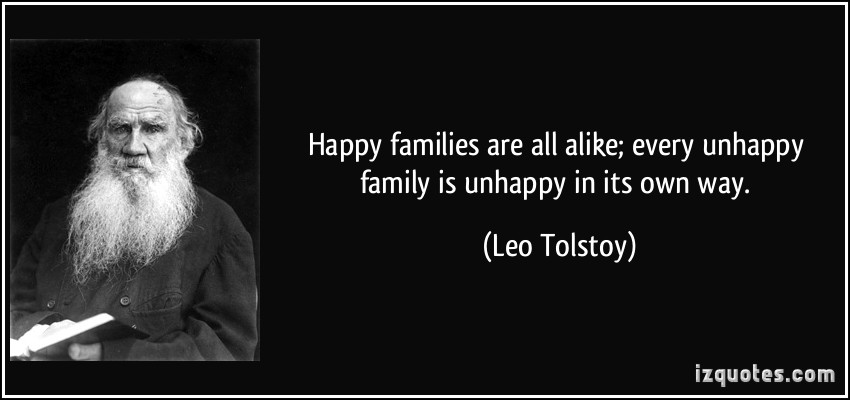 Happy families are all alike; every unhappy
family is unhappy in its own way.
(Leo Tolstoy)
izquotes.com